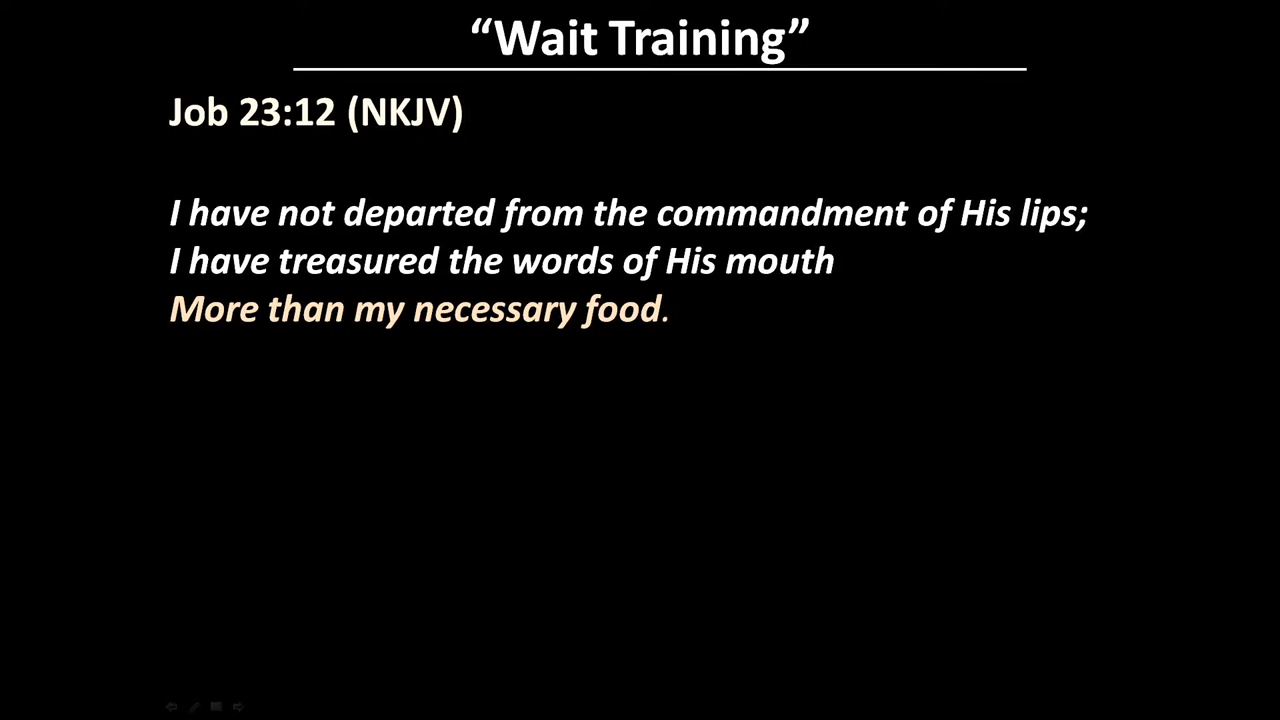 “Wait Training”
Job 23:12 (NKJV)
I have not departed from the commandment of His lips;
I have treasured the words of His mouth
More than my necessary food.